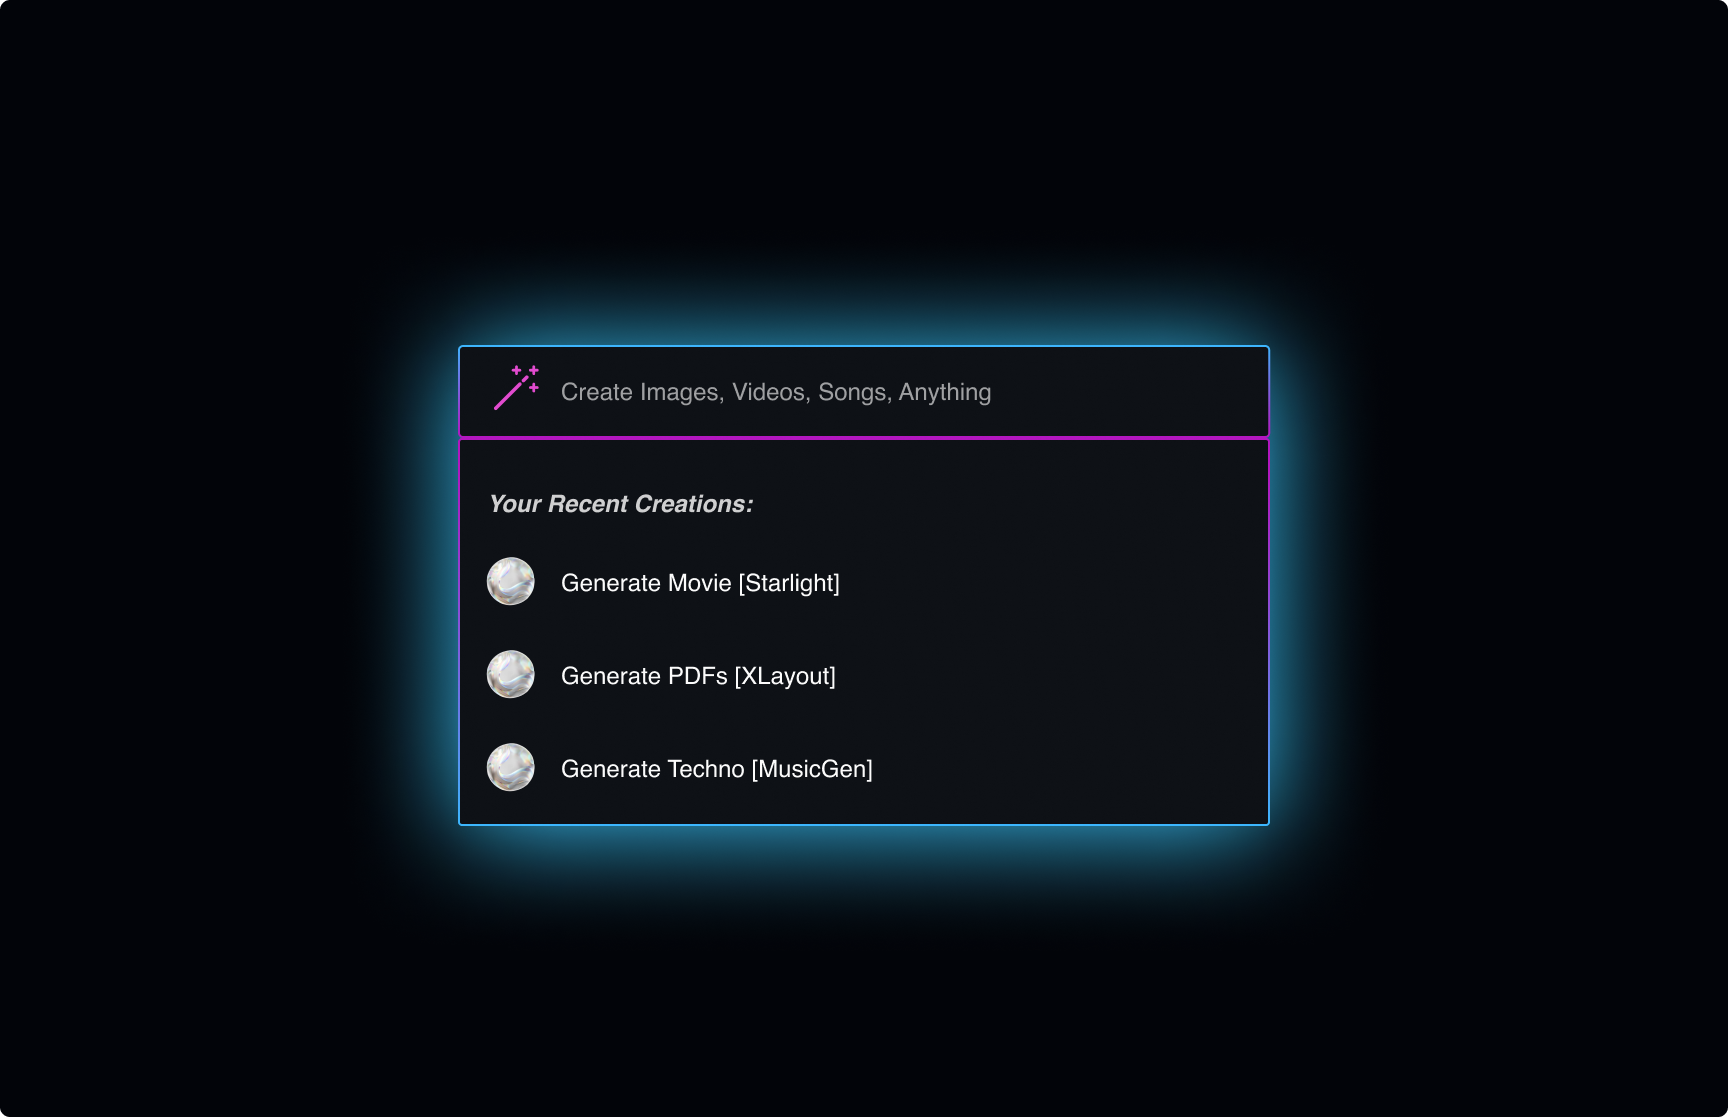 Create Images, Videos, Songs, Anything
Your Recent Creations:
Generate Movie [Starlight]
Generate PDFs [XLayout]
Generate Techno [MusicGen]